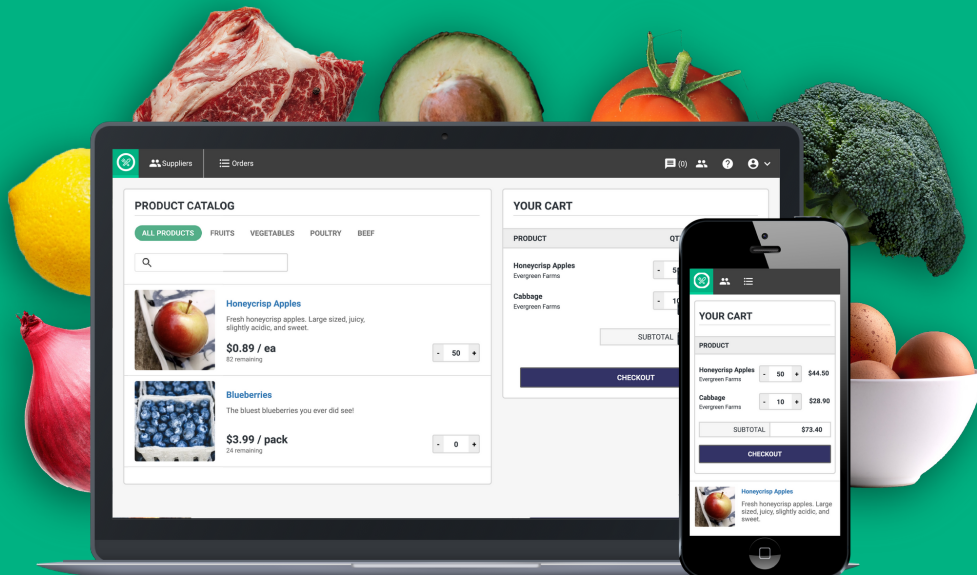 Suppliers
Orders
(0)
?
PRODUCT CATALOG
ALL PRODUCTS
FRUITS
VEGETABLES
POULTRY
BEEF
Honeycrisp Apples
Fresh honeycrisp apples. Large sized, juicy,
slightly acidic, and sweet.
$0.89 / ea
82 remaining
- 50 +
Blueberries
The bluest blueberries you ever did see!
$3.99 / pack
24 remaining
- 0 +
YOUR CART
PRODUCT
Honeycrisp Apples
Evergreen Farms
-
Cabbage
Evergreen Farms
- 10
SUBTOTAL
CHECKOUT
YOUR CART
PRODUCT
Honeycrisp Apples - 50 + $44.50
Evergreen Farms
Cabbage - 10 + $28.90
Evergreen Farms
SUBTOTAL $73.40
CHECKOUT
Honeycrisp Apples
Fresh honeycrisp apples. Large
sized, juicy, slightly acidic, and
sweet.